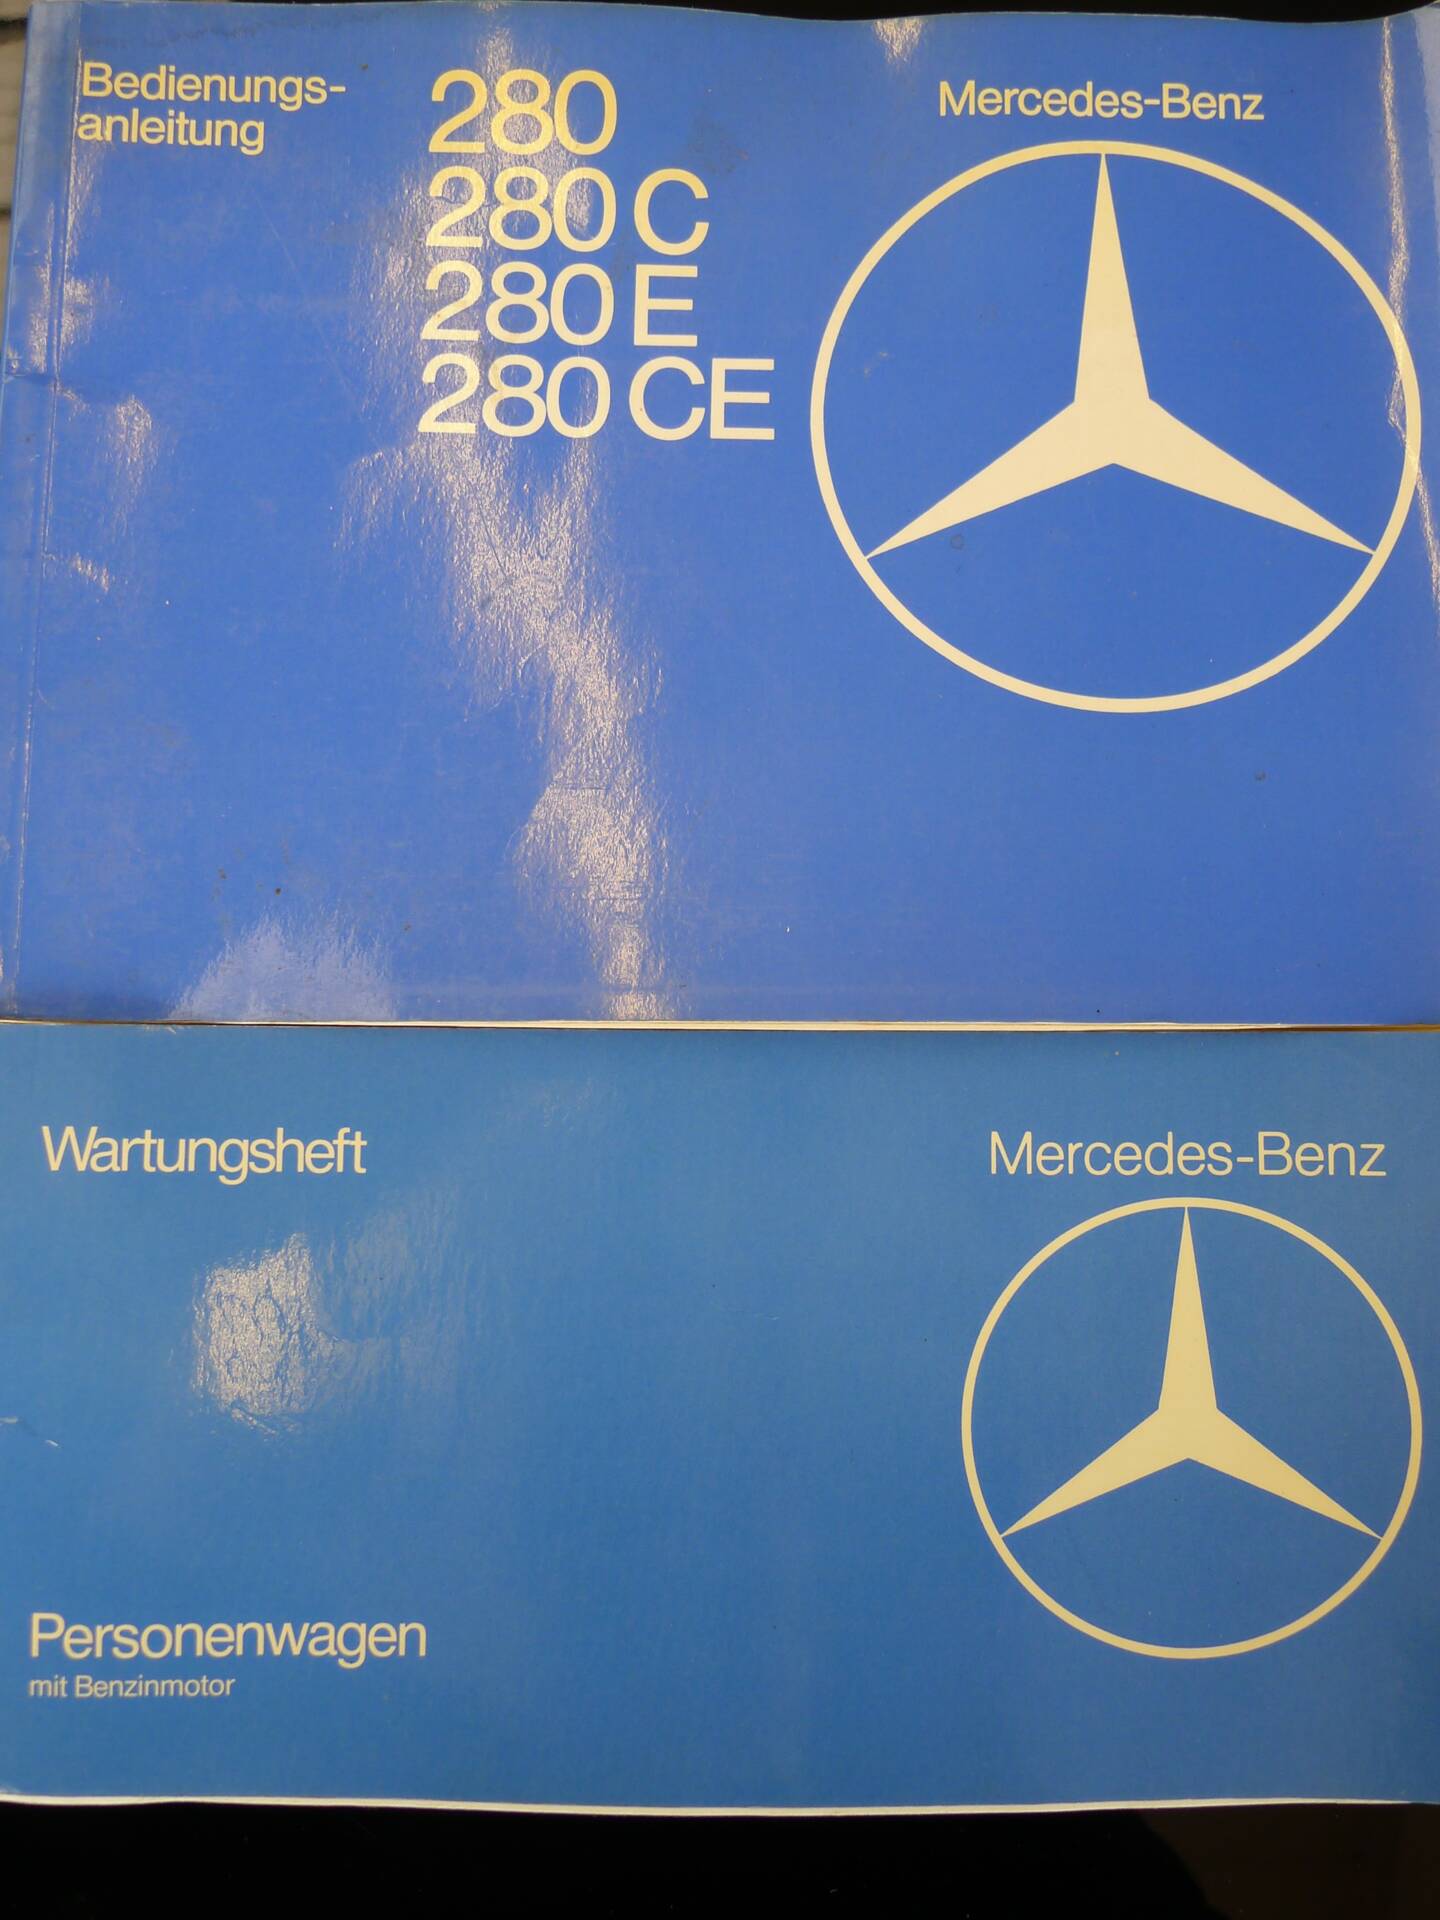 Bedienungs-
anleitung
280
280 C
280 E
280 CE
Mercedes-Benz
Wartungsheft
Mercedes-Benz
Personenwagen
mit Benzinmotor